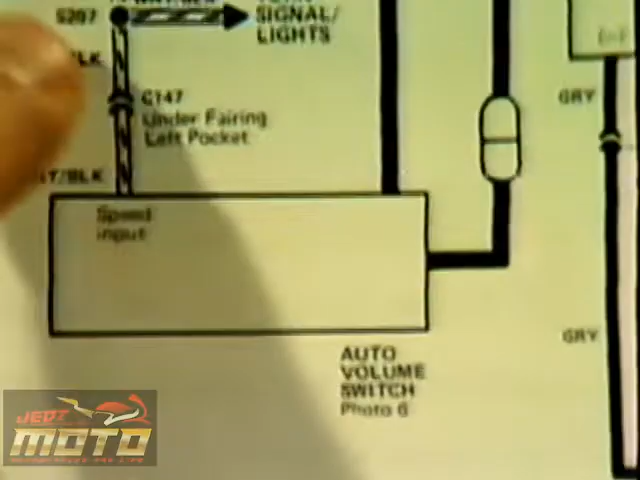 S207
SIGNAL/
LIGHTS
C147
Under Fairing
Left Pocket
GRY
T/BLK
Speed
input
GRY
AUTO
VOLUME
SWITCH
Photo 6
JEDI
MOTO